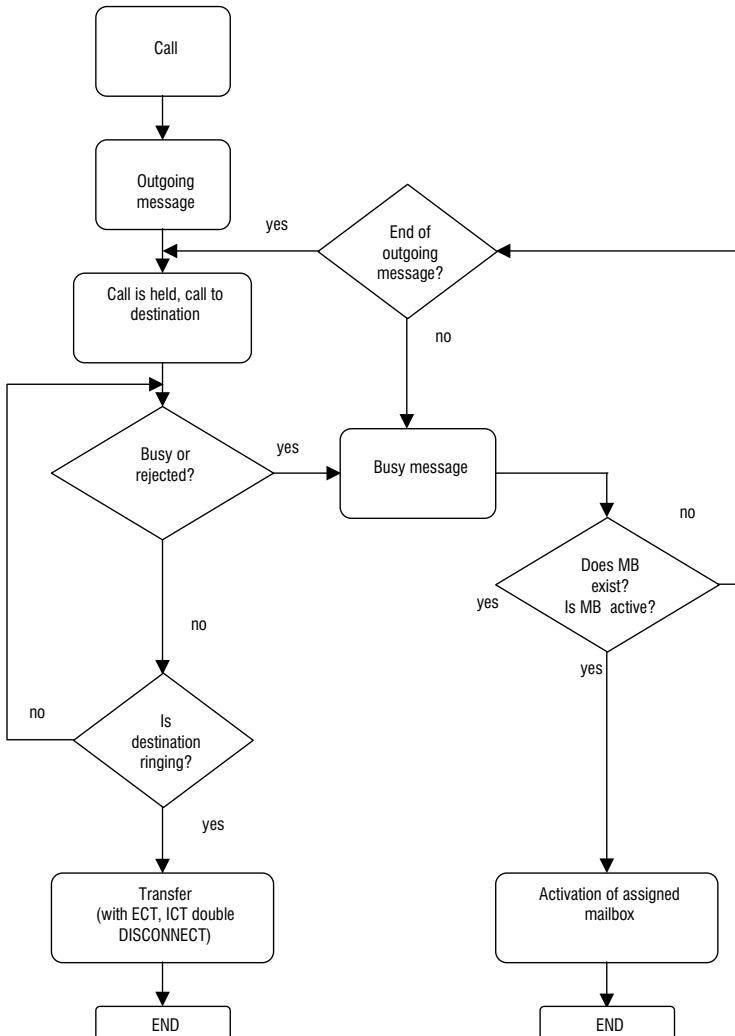 Call
Outgoing
message
yes
End of
outgoing
message?
Call is held, call to
destination
no
Busy or
rejected?
yes
Busy message
no
Does MB
exist?
Is MB active?
yes
no
yes
no
Is
destination
ringing?
yes
Transfer
(with ECT, ICT double
DISCONNECT)
Activation of assigned
mailbox
END
END